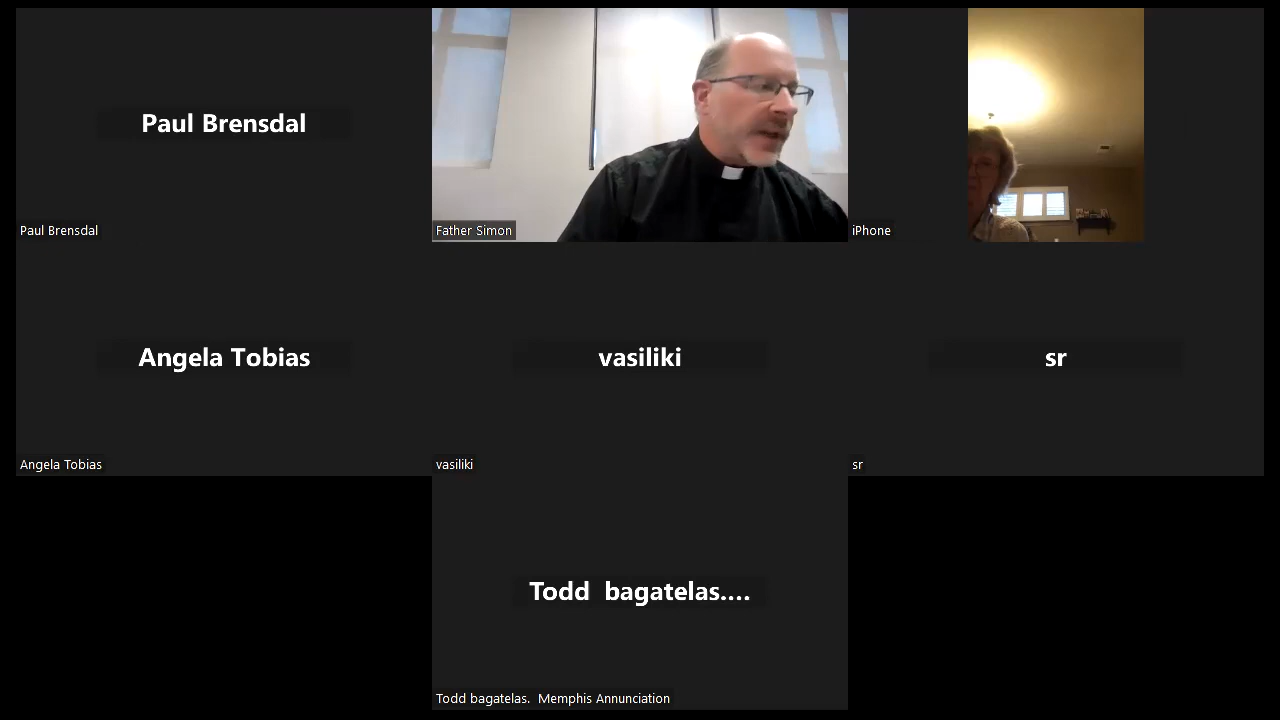 Paul Brensdal
Paul Brensdal
Father Simon
iPhone
Angela Tobias
vasiliki
sr
Angela Tobias
vasiliki
sr
Todd bagatelas....
Todd bagatelas. Memphis Annunciation